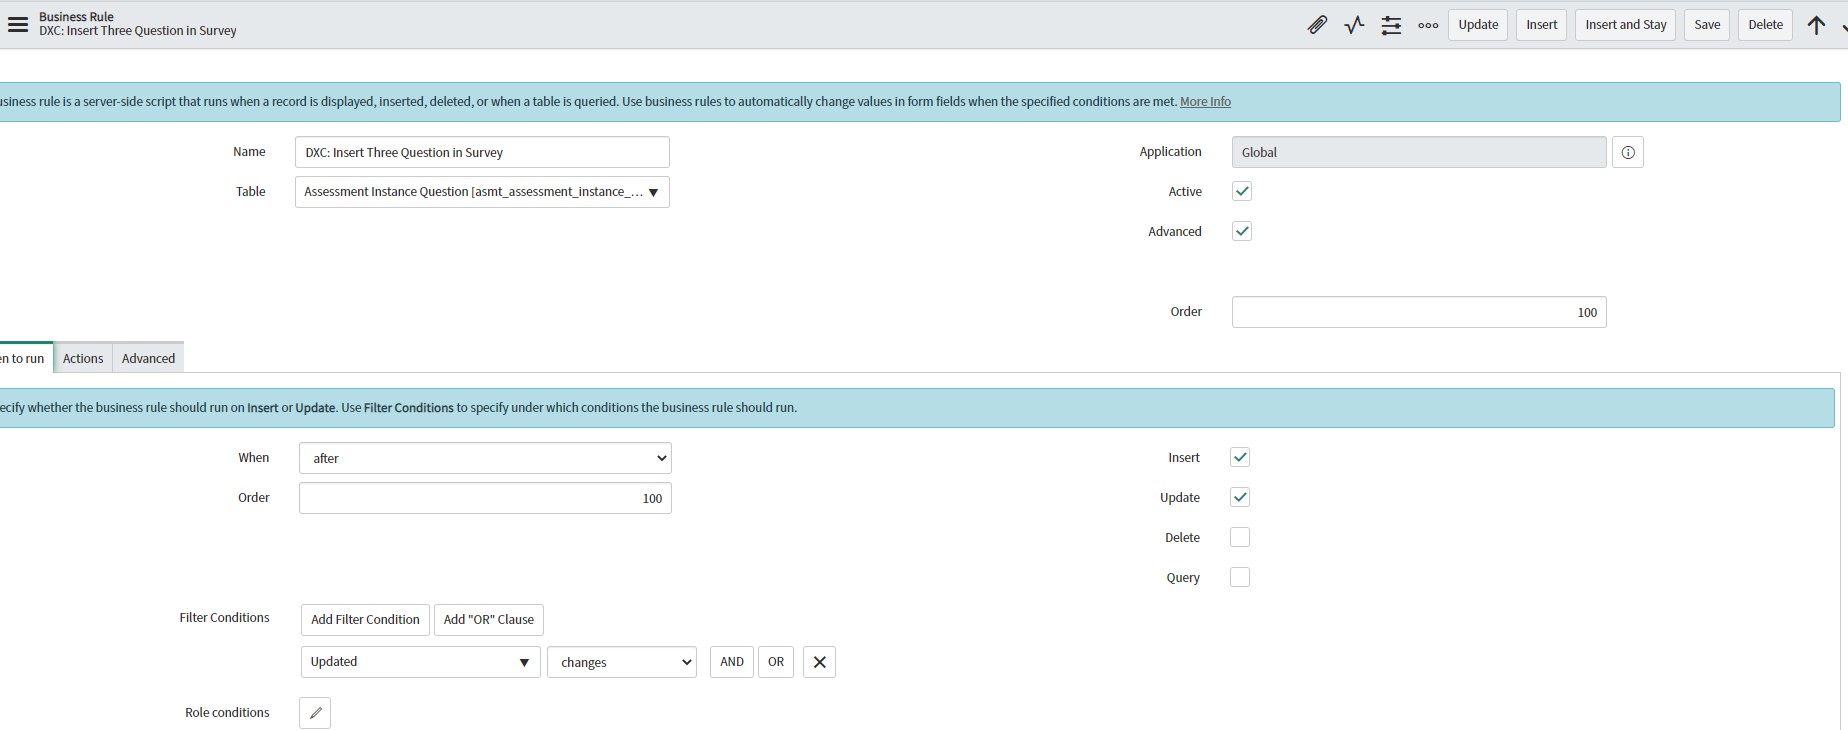 Business Rule
DXC: Insert Three Question in Survey
Update
Insert
Insert and Stay
Save
Delete
usiness rule is a server-side script that runs when a record is displayed, inserted, deleted, or when a table is queried. Use business rules to automatically change values in form fields when the specified conditions are met. More Info
Name
DXC: Insert Three Question in Survey
Application
Global
Table
Assessment Instance Question [asmt_assessment_instance_...
Active
Advanced
Order
100
en to run
Actions
Advanced
ecify whether the business rule should run on Insert or Update. Use Filter Conditions to specify under which conditions the business rule should run.
When
after
Insert
Order
100
Update
Delete
Query
Filter Conditions
Add Filter Condition
Add "OR" Clause
Updated
changes
AND
OR
Role conditions